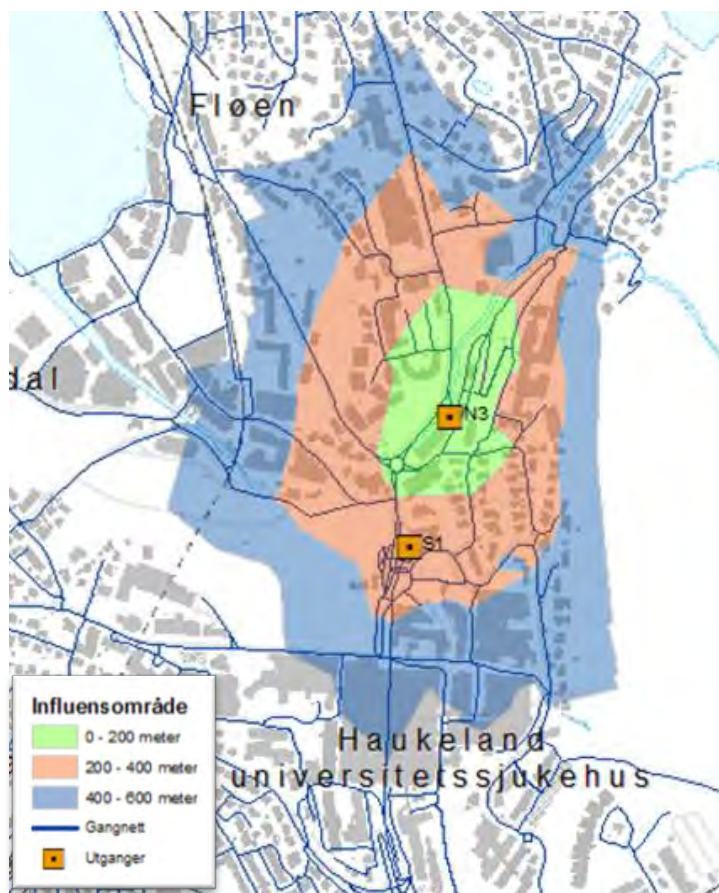 Fløen
dal
N3
S1
Haukeland
universitetssjukehus
Influensområde
0 - 200 meter
200 - 400 meter
400 - 600 meter
Gangnett
Utganger